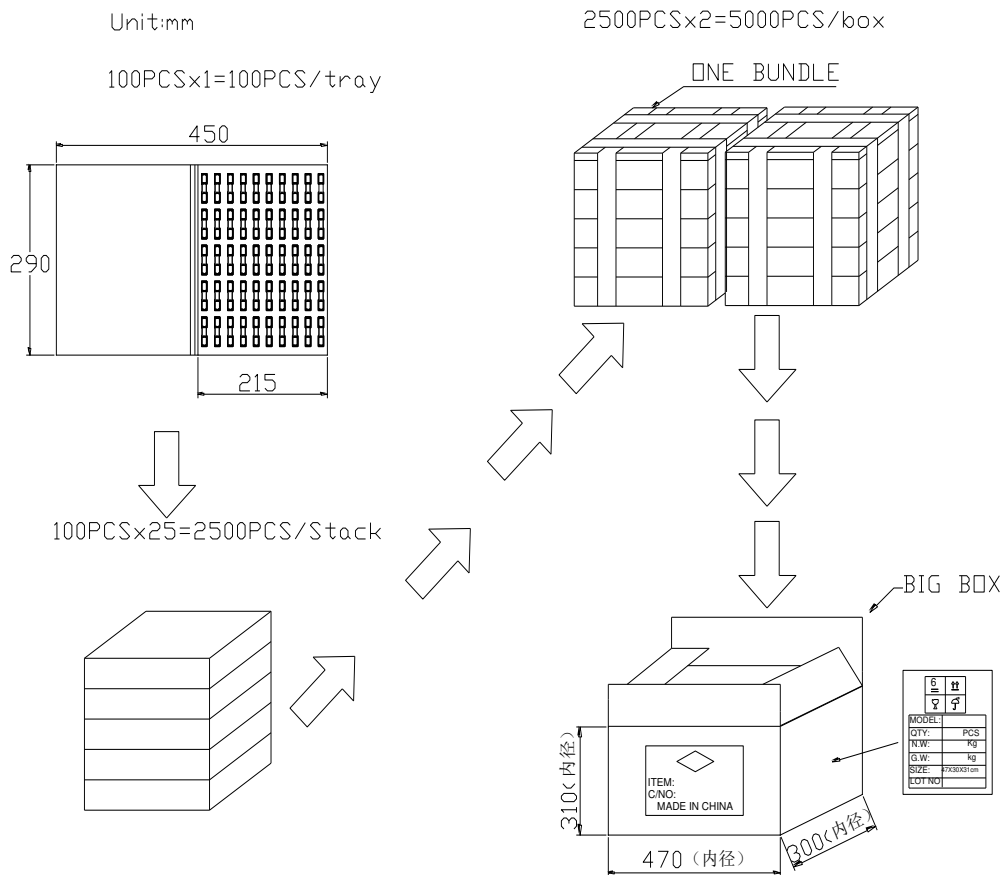 Unit:mm
100PCSx1=100PCS/tray
450
290
215
100PCSx25=2500PCS/Stack
2500PCSx2=5000PCS/box
ONE BUNDLE
BIG BOX
6
MODEL:
QTY: PCS
N.W: Kg
G.W: kg
SIZE: 47X30X31cm
LOT NO
ITEM:
C/NO:
MADE IN CHINA
310(内径)
470(内径)
300(内径)